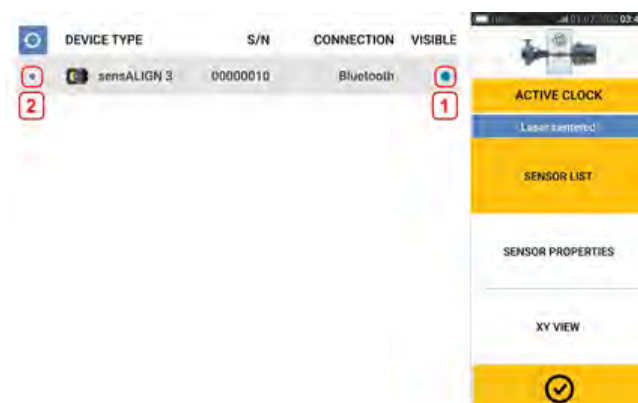 DEVICE TYPE S/N CONNECTION VISIBLE
sensALIGN 3 00000010 Bluetooth
2
1
ACTIVE CLOCK
Laser centered
SENSOR LIST
SENSOR PROPERTIES
XY VIEW